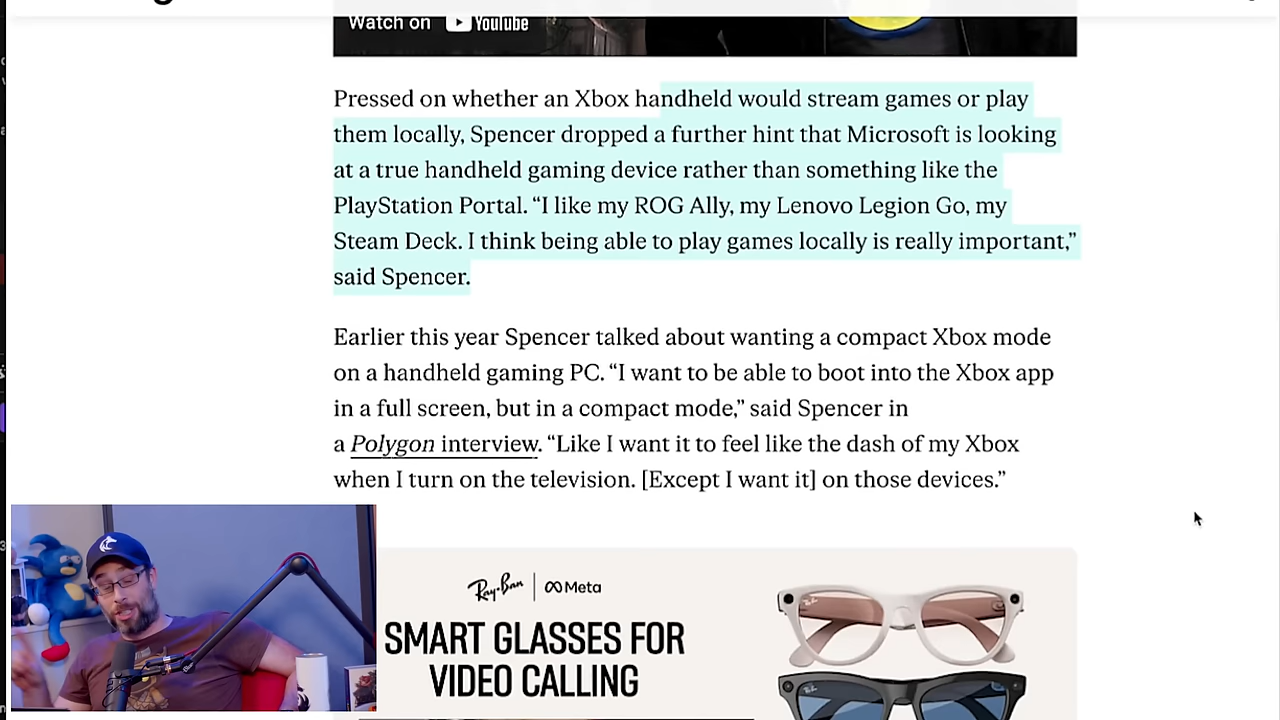 Watch on YouTube
Pressed on whether an Xbox handheld would stream games or play
them locally, Spencer dropped a further hint that Microsoft is looking
at a true handheld gaming device rather than something like the
PlayStation Portal. “I like my ROG Ally, my Lenovo Legion Go, my
Steam Deck. I think being able to play games locally is really important,”
said Spencer.
Earlier this year Spencer talked about wanting a compact Xbox mode
on a handheld gaming PC. “I want to be able to boot into the Xbox app
in a full screen, but in a compact mode,” said Spencer in
a Polygon interview. “Like I want it to feel like the dash of my Xbox
when I turn on the television. [Except I want it] on those devices.”
Ray-Ban | Meta
SMART GLASSES FOR
VIDEO CALLING